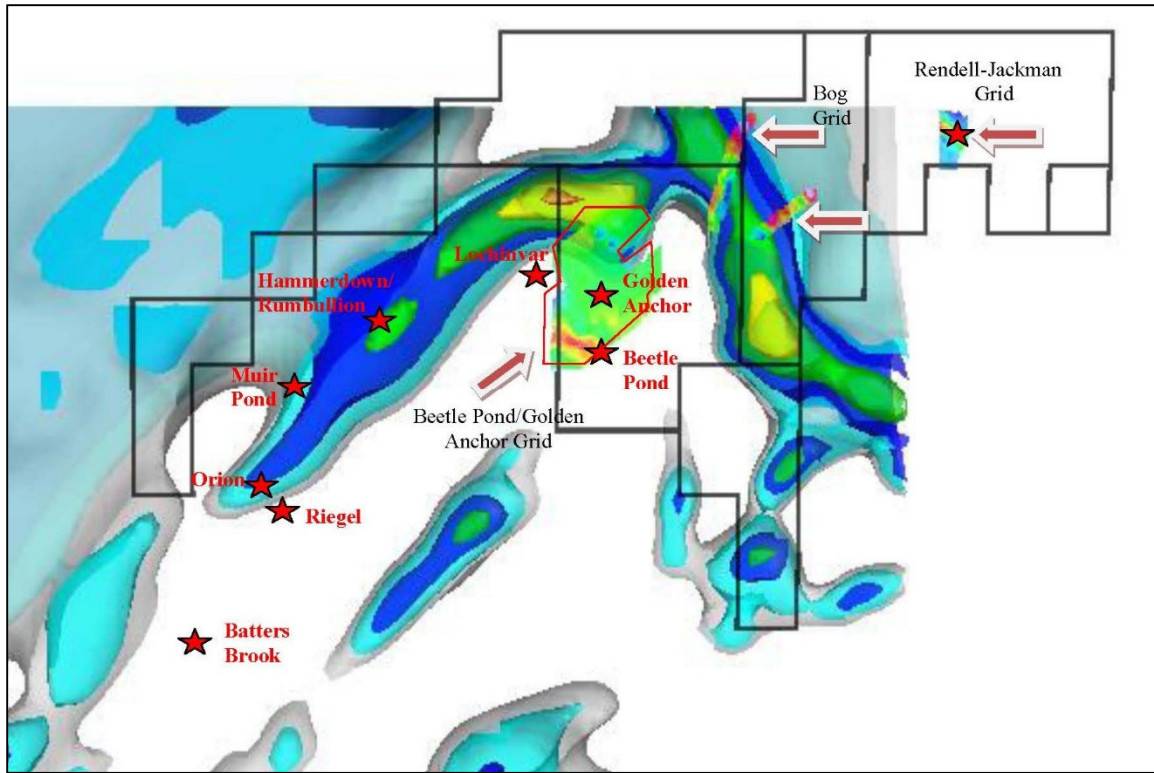 Rendell-Jackman
Grid
Bog
Grid
Lochinvar
Hammerdown/
Rumbullion
Golden
Anchor
Beetle
Pond
Muir
Pond
Beetle Pond/Golden
Anchor Grid
Orion
Riegel
Batters
Brook